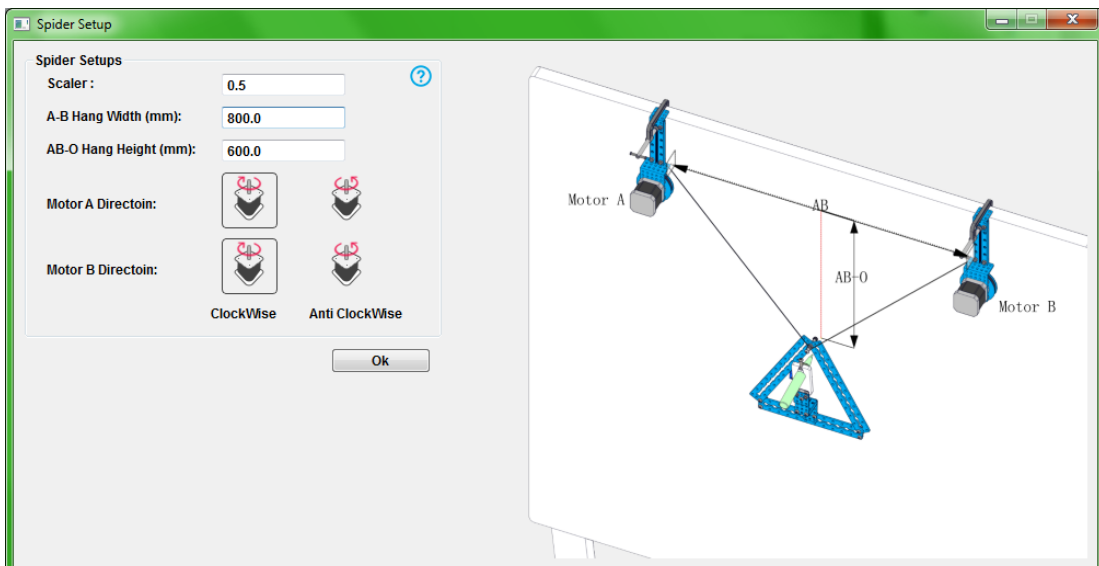 Spider Setup
Spider Setups
Scaler :
0.5
A-B Hang Width (mm):
800.0
AB-O Hang Height (mm):
600.0
Motor A Directoin:
Motor B Directoin:
ClockWise Anti ClockWise
Ok
Motor A
AB
AB-O
Motor B